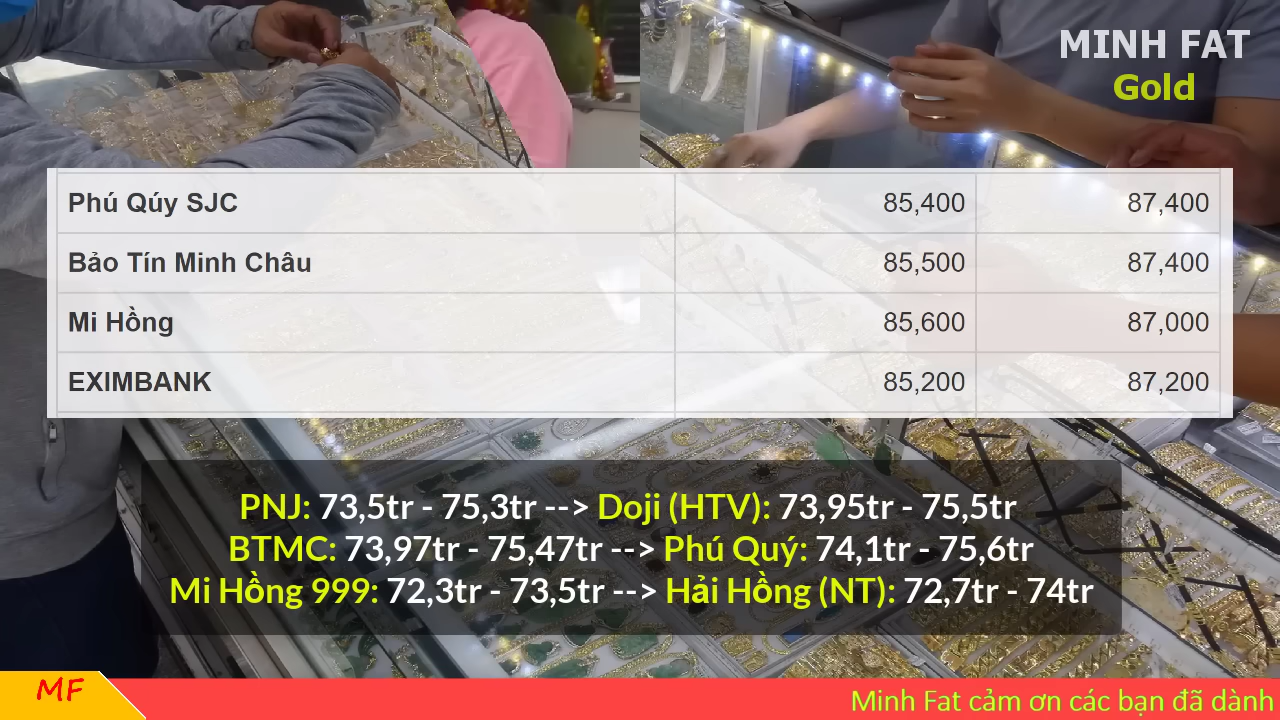 MINH FAT
Gold
Phú Qúy SJC 85,400 87,400
Bảo Tín Minh Châu 85,500 87,400
Mi Hồng 85,600 87,000
EXIMBANK 85,200 87,200
PNJ: 73,5tr - 75,3tr --> Doji (HTV): 73,95tr - 75,5tr
BTMC: 73,97tr - 75,47tr --> Phú Quý: 74,1tr - 75,6tr
Mi Hồng 999: 72,3tr - 73,5tr --> Hải Hồng (NT): 72,7tr - 74tr
MF
Minh Fat cảm ơn các bạn đã dành